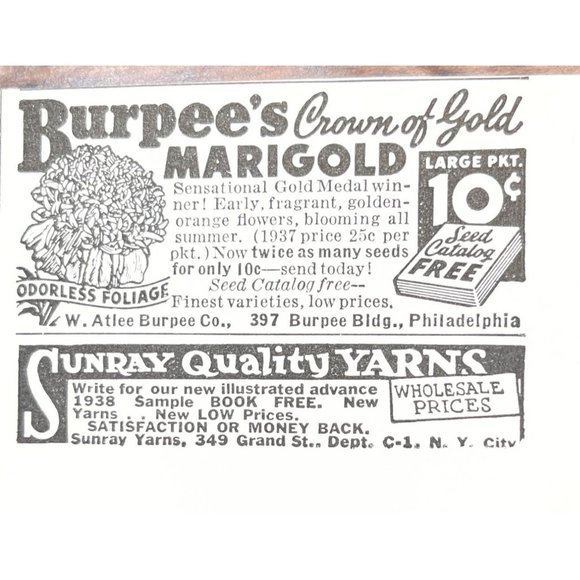 Burpee's Crown of Gold
MARIGOLD
Sensational Gold Medal win-
ner! Early, fragrant, golden-
orange flowers, blooming all
summer. (1937 price 25c per
pkt.) Now twice as many seeds
for only 10c—send today!
Seed Catalog free--
Finest varieties, low prices.
ODORLESS FOLIAGE
LARGE PKT.
10¢
Seed
Catalog
FREE
W. Atlee Burpee Co., 397 Burpee Bldg., Philadelphia
SUNRAY Quality YARNS
Write for our new illustrated advance
1938 Sample BOOK FREE. New
Yarns . . New LOW Prices.
SATISFACTION OR MONEY BACK.
Sunray Yarns, 349 Grand St., Dept. C-1, N. Y. City
WHOLESALE
PRICES